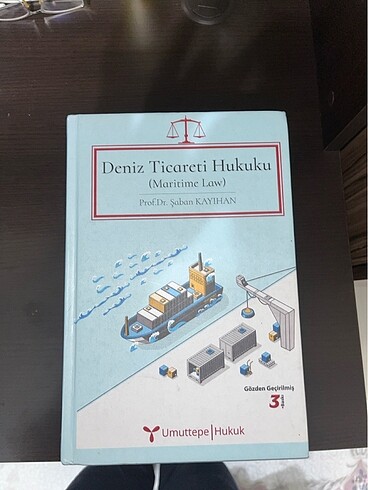 Deniz Ticareti Hukuku
(Maritime Law)
Prof.Dr. Şaban KAYIHAN
Gözden Geçirilmiş
3. Baskı
Umuttepe | Hukuk